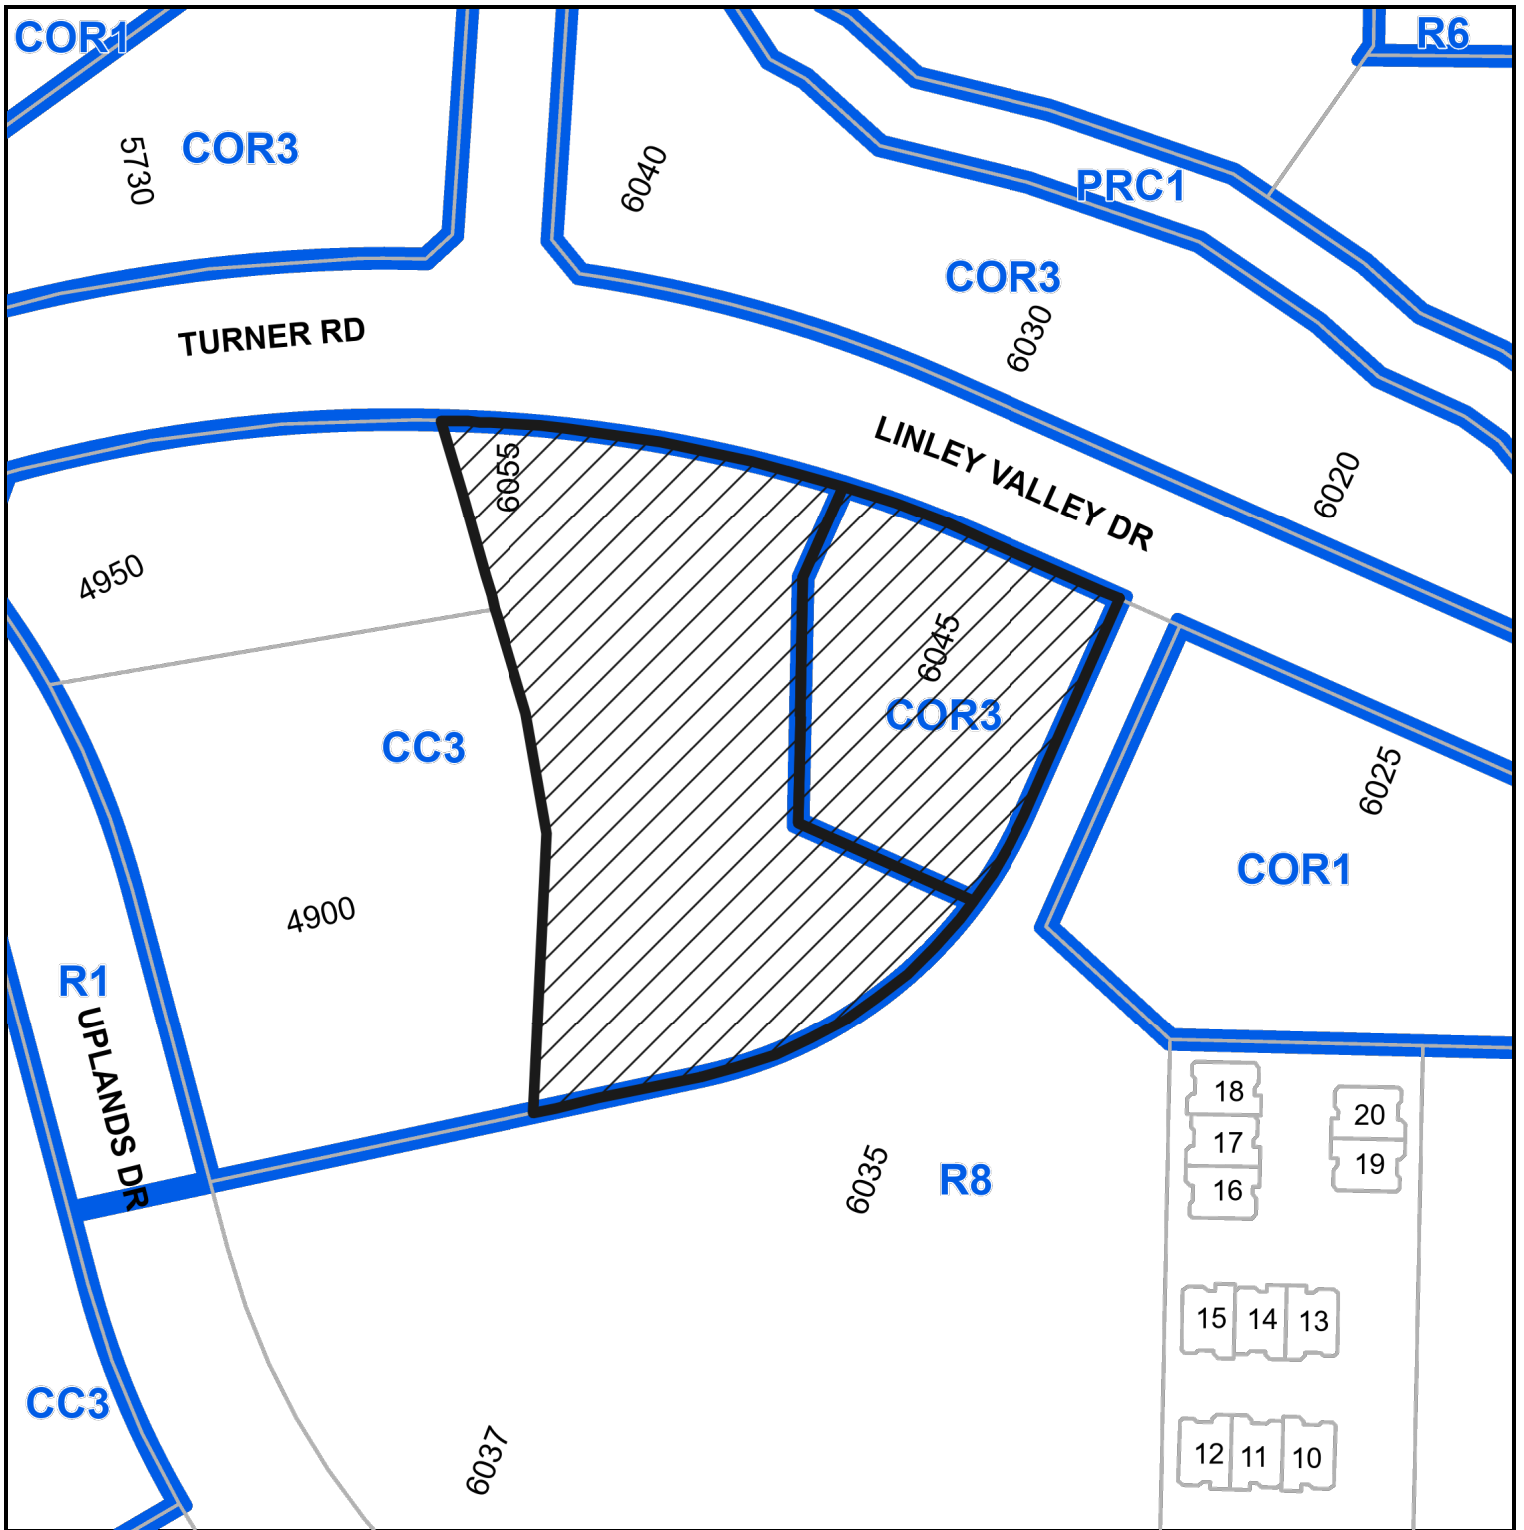 COR1
R6
5730
COR3
6040
PRC1
COR3
6030
TURNER RD
LINLEY VALLEY DR
6055
6020
4950
6045
COR3
CC3
6025
COR1
4900
R1
UPLANDS DR
18
17
16
20
19
6035
R8
15 14 13
CC3
6037
12 11 10